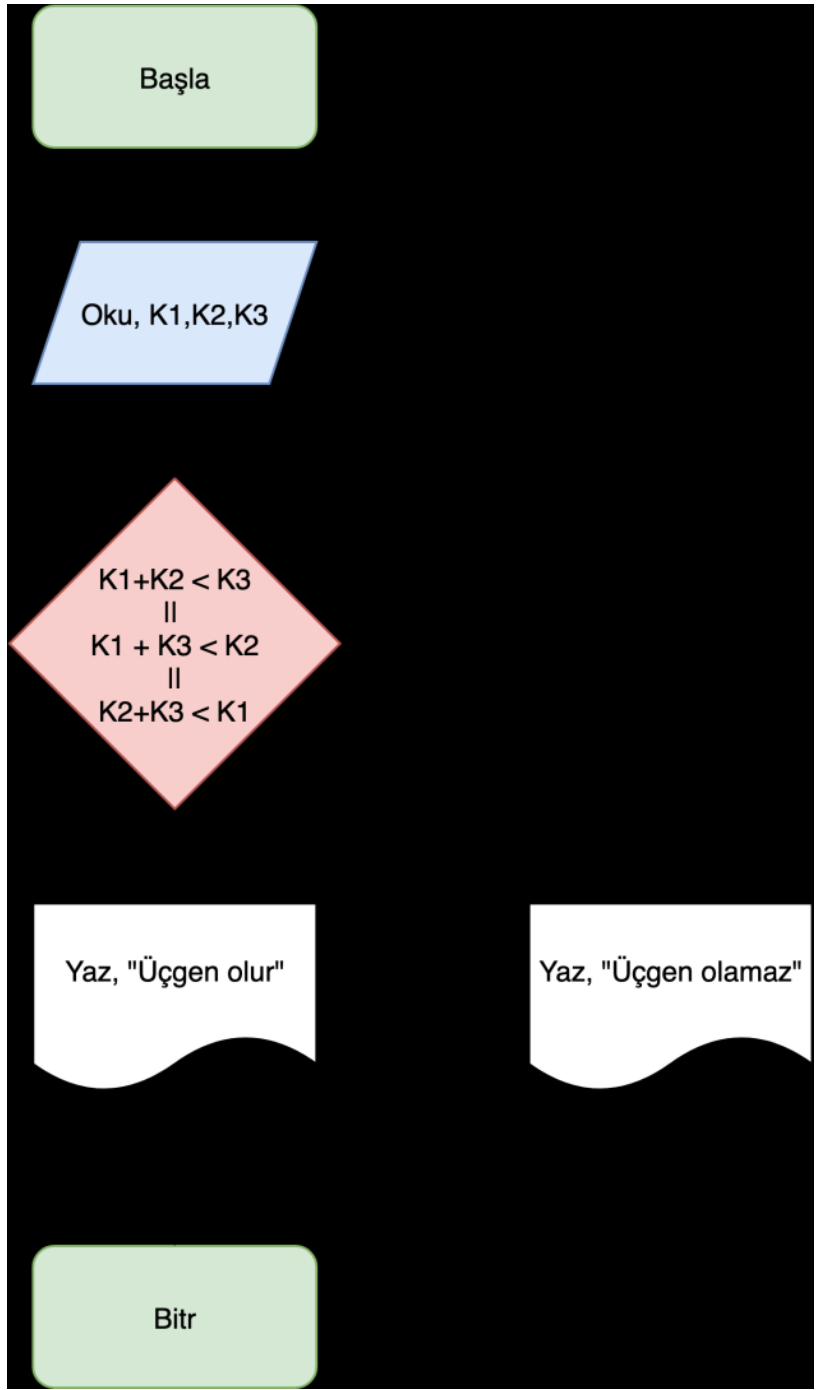 Başla
Oku, K1,K2,K3
K1+K2 < K3
||
K1 + K3 < K2
||
K2+K3 < K1
Yaz, "Üçgen olur"
Yaz, "Üçgen olamaz"
Bitr